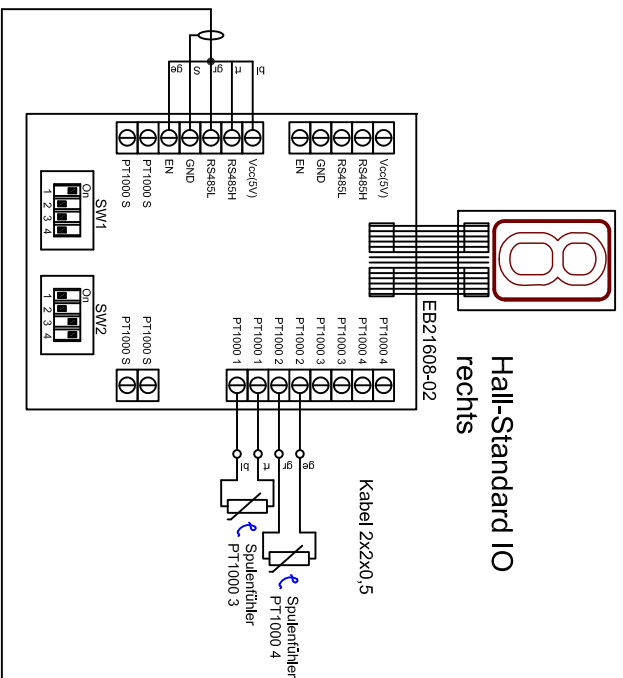 Hall-Standard IO
rechts
EB21608-02
Kabel 2x2x0,5
bl
rt
gr
S
ge
Vcc(5V)
RS485H
RS485L
GND
EN
Vcc(5V)
RS485H
RS485L
GND
EN
PT1000 S
PT1000 S
PT1000 4
PT1000 4
PT1000 3
PT1000 3
PT1000 2
PT1000 2
PT1000 1
PT1000 1
PT1000 S
PT1000 S
ge
gr
rt
bl
Spulenfühler
PT1000 4
Spulenfühler
PT1000 3
SW1
On
1
2
3
4
SW2
On
1
2
3
4